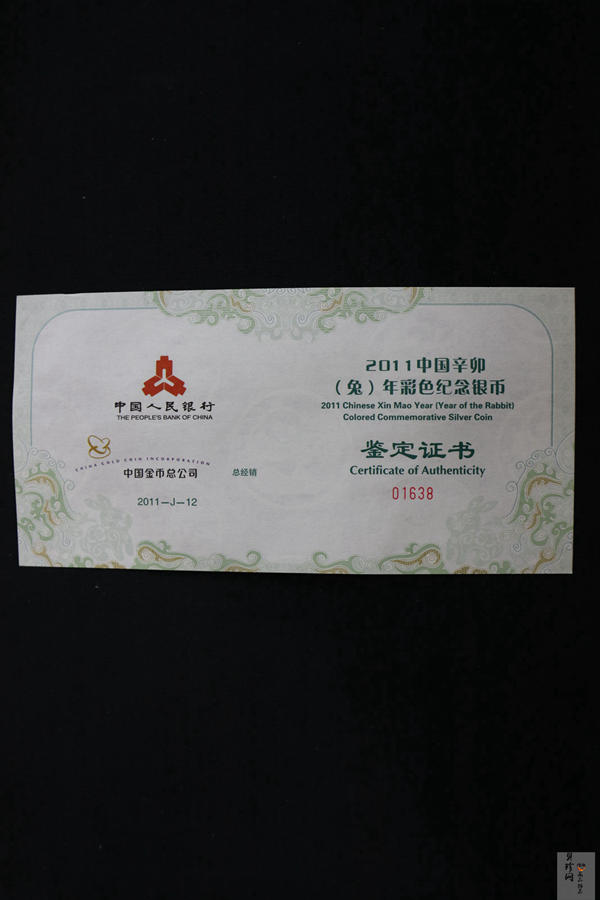 中国人民银行
THE PEOPLE'S BANK OF CHINA
CHINA GOLD COIN INCORPORATION
中国金币总公司 总经销
2011—J—12
2011中国辛卯
（兔）年彩色纪念银币
2011 Chinese Xin Mao Year (Year of the Rabbit)
Colored Commemorative Silver Coin
鉴定证书
Certificate of Authenticity
01638